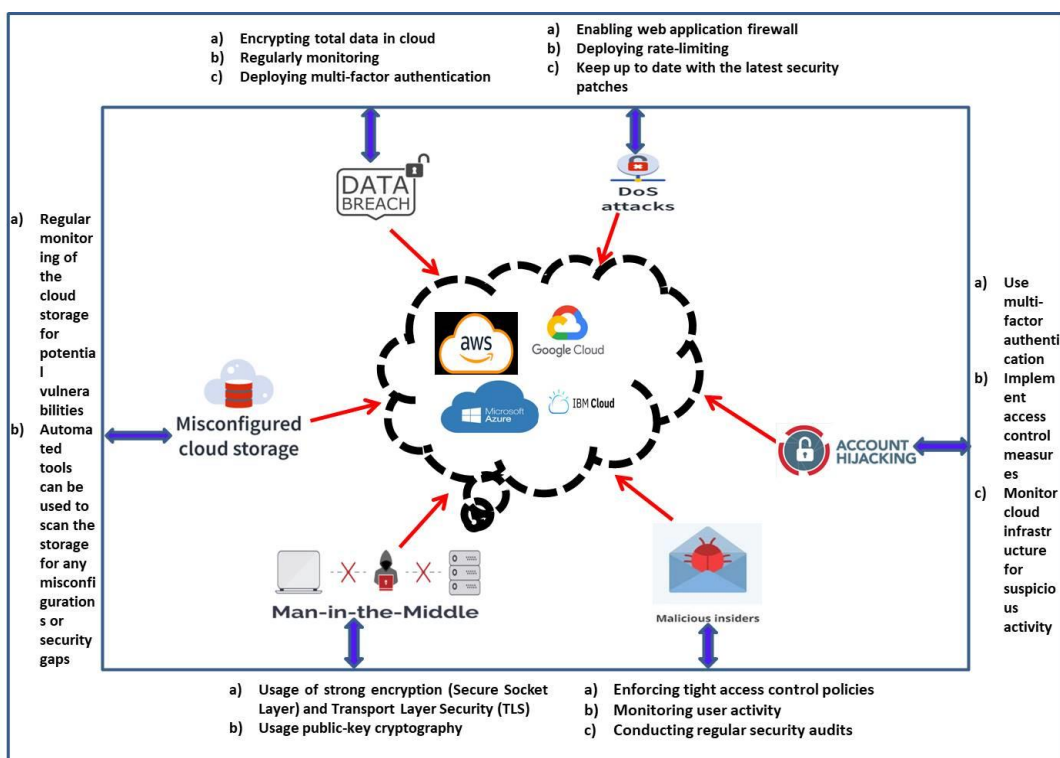 a) Encrypting total data in cloud
b) Regularly monitoring
c) Deploying multi-factor authentication
a) Enabling web application firewall
b) Deploying rate-limiting
c) Keep up to date with the latest security
patches
DATA
BREACH
DoS
attacks
a) Regular
monitor
ing of
the
cloud
storage
for
potentia
l
vulnera
bilities
b) Automa
ted
tools
can be
used to
scan the
storage
for any
misconfi
guration
s or
security
gaps
aws
Google Cloud
Microsoft
Azure
IBM Cloud
Misconfigured
cloud storage
ACCOUNT
HIJACKING
a) Use
multi-
factor
authenti
cation
b) Implem
ent
access
control
measur
es
c) Monitor
cloud
infrastr
ucture
for
suspicio
us
activity
Man-in-the-Middle
Malicious insiders
a) Usage of strong encryption (Secure Socket
Layer) and Transport Layer Security (TLS)
b) Usage public-key cryptography
a) Enforcing tight access control policies
b) Monitoring user activity
c) Conducting regular security audits